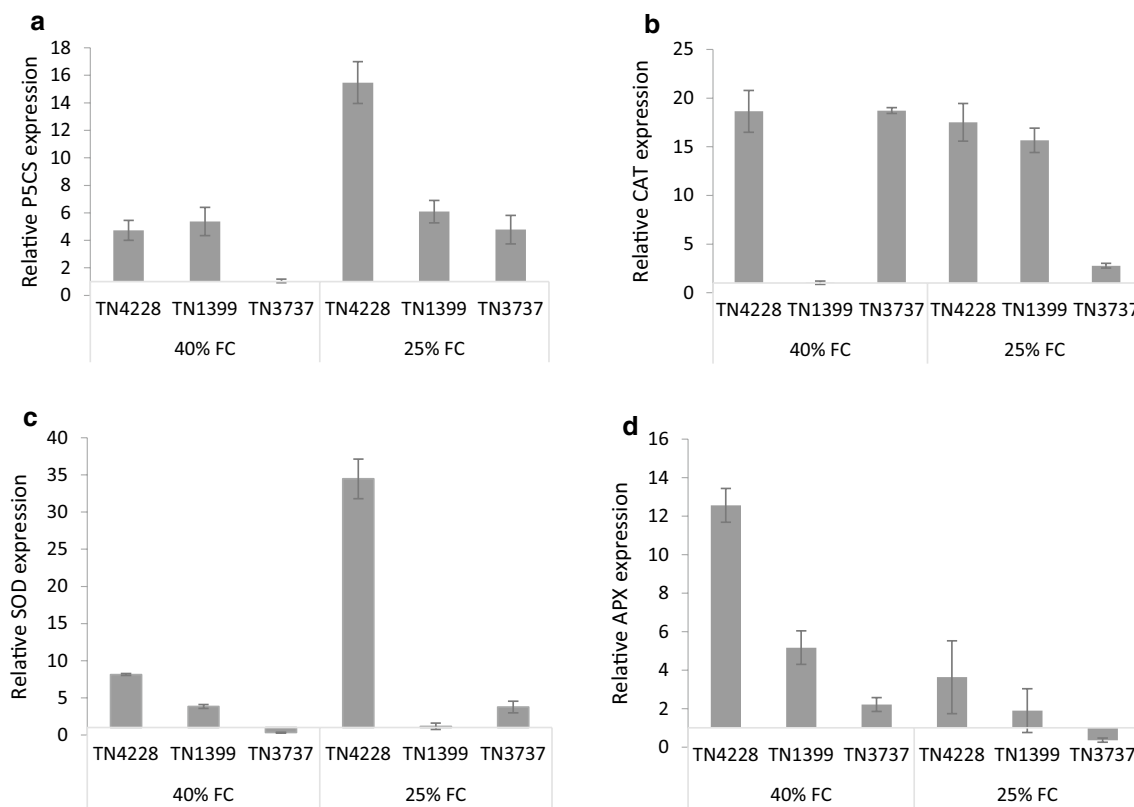 a
Relative P5CS expression
18
16
14
12
10
8
6
4
2
0
TN4228 TN1399 TN3737 TN4228 TN1399 TN3737
40% FC 25% FC
b
Relative CAT expression
25
20
15
10
5
0
TN4228 TN1399 TN3737 TN4228 TN1399 TN3737
40% FC 25% FC
c
Relative SOD expression
40
35
30
25
20
15
10
5
0
TN4228 TN1399 TN3737 TN4228 TN1399 TN3737
40% FC 25% FC
d
Relative APX expression
16
14
12
10
8
6
4
2
0
TN4228 TN1399 TN3737 TN4228 TN1399 TN3737
40% FC 25% FC